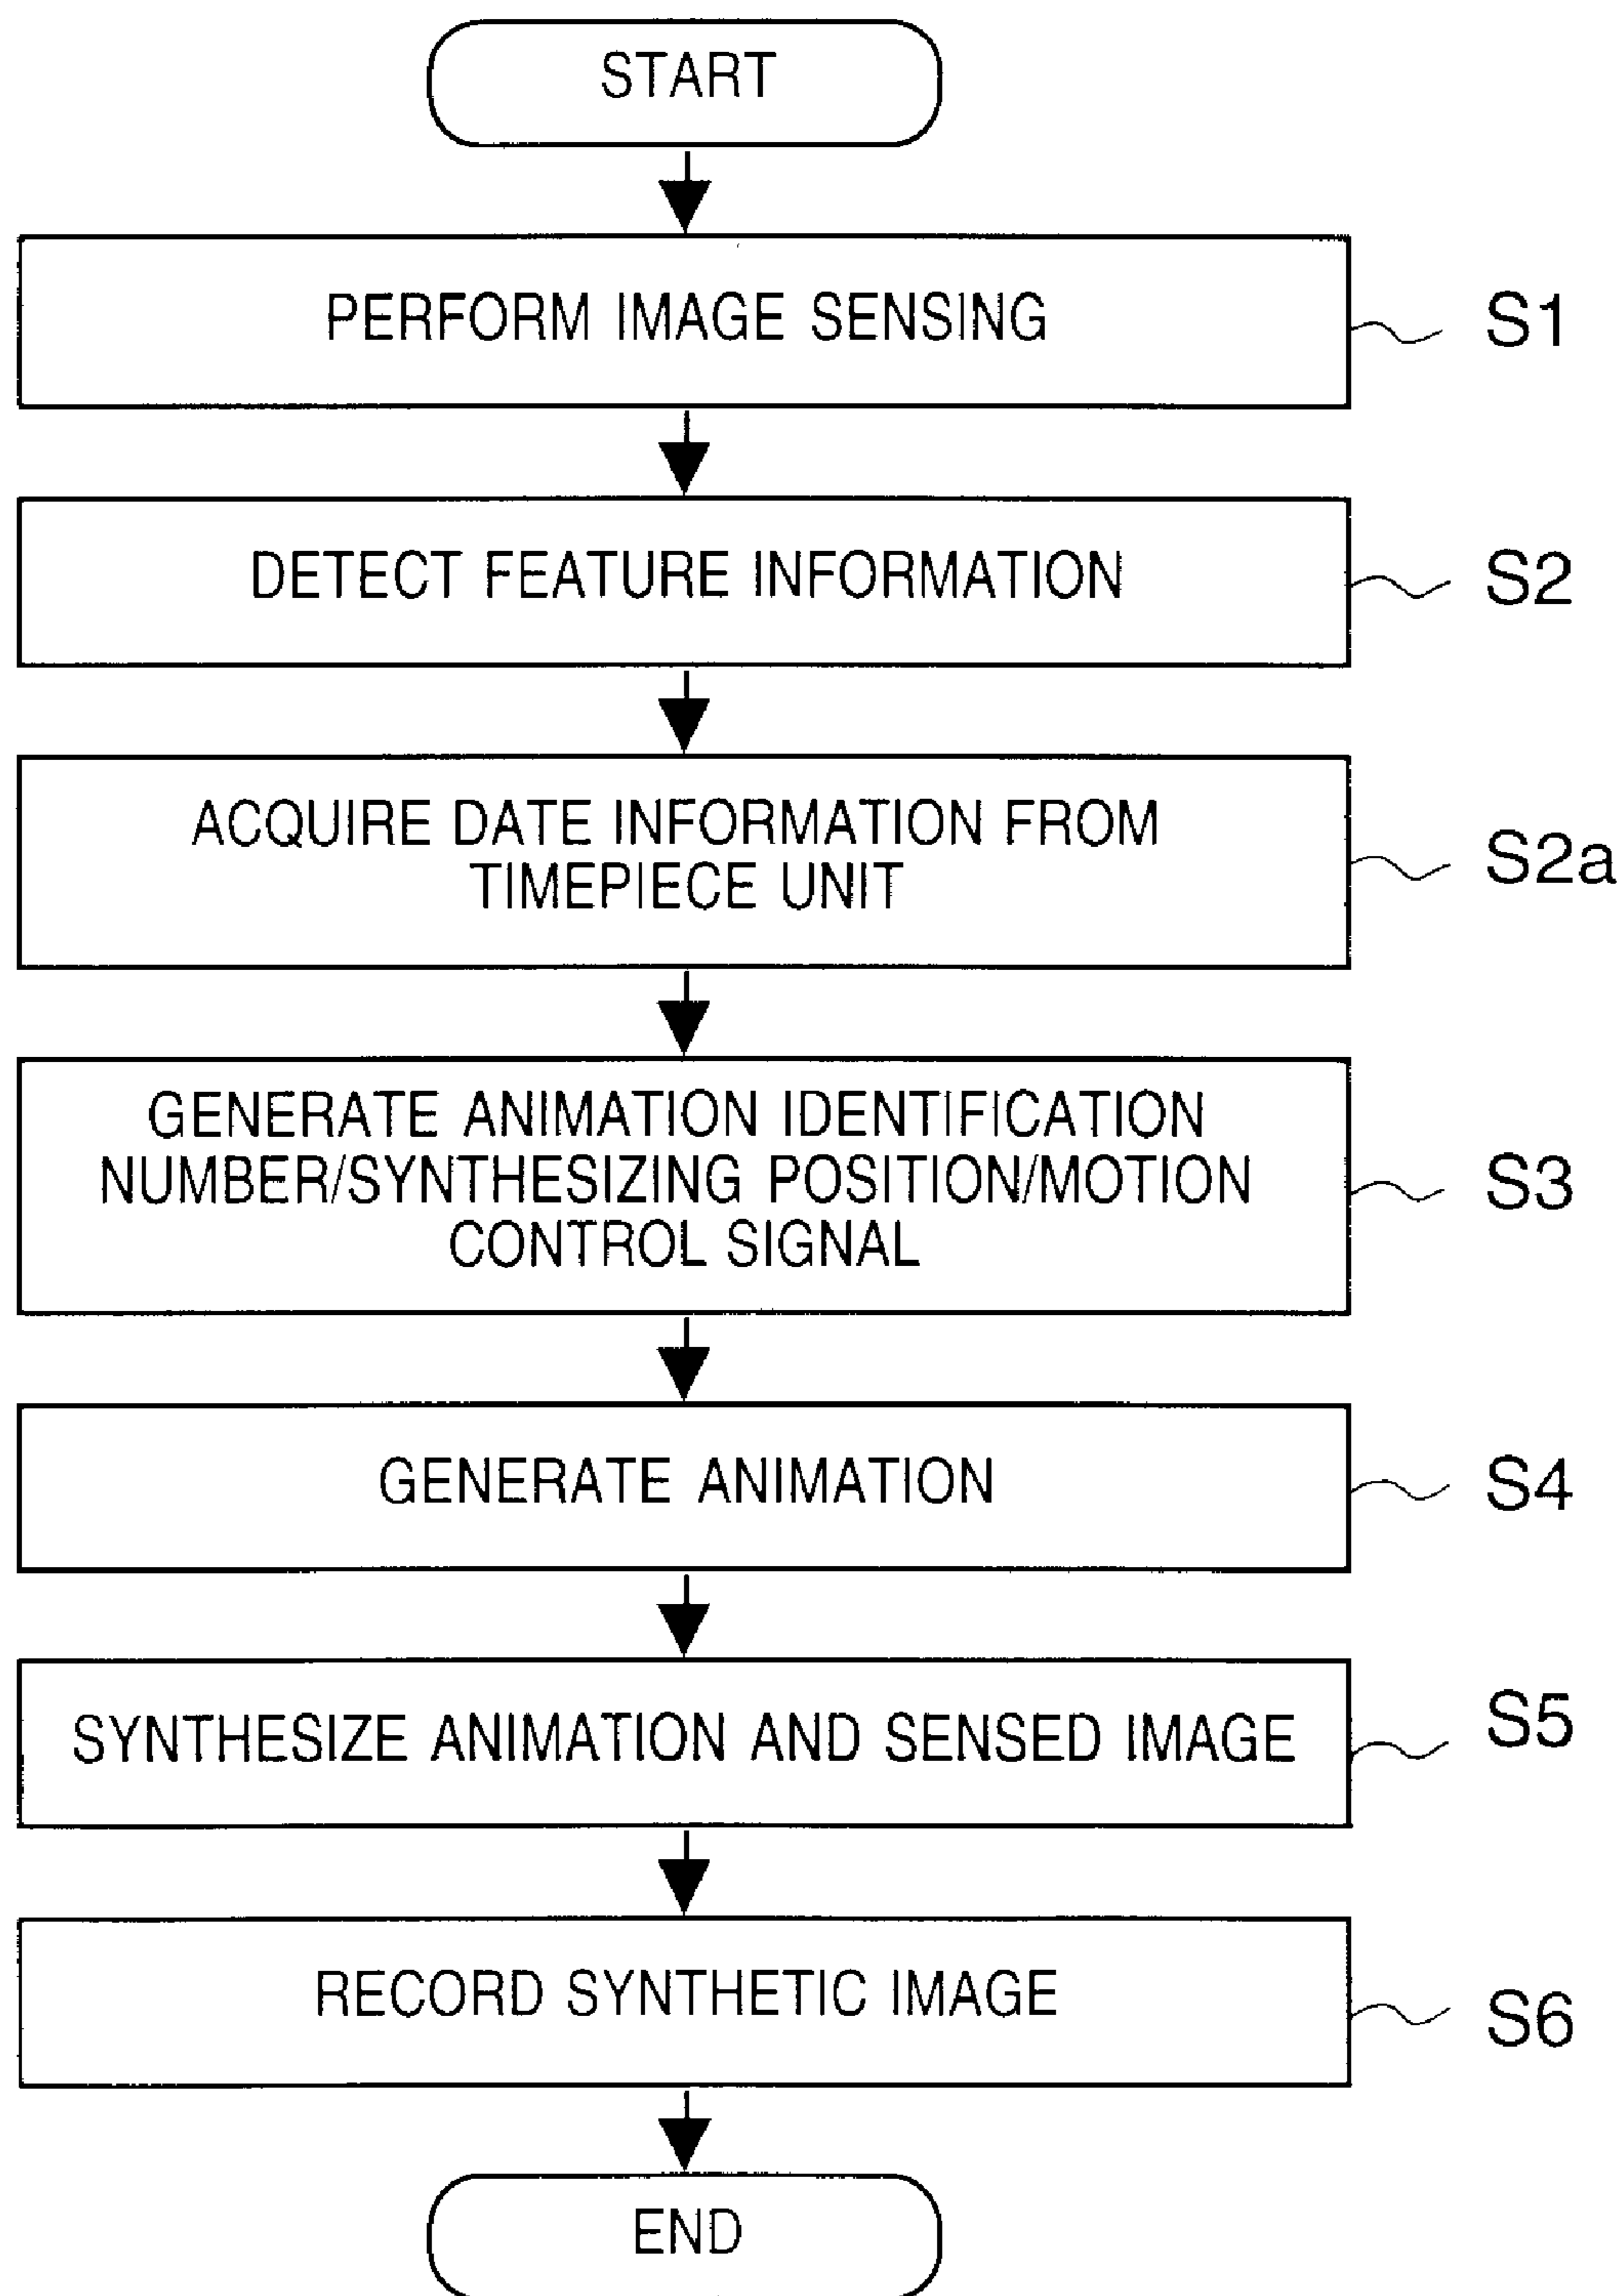 START
PERFORM IMAGE SENSING
S1
DETECT FEATURE INFORMATION
S2
ACQUIRE DATE INFORMATION FROM
TIMEPIECE UNIT
S2a
GENERATE ANIMATION IDENTIFICATION
NUMBER/SYNTHESIZING POSITION/MOTION
CONTROL SIGNAL
S3
GENERATE ANIMATION
S4
SYNTHESIZE ANIMATION AND SENSED IMAGE
S5
RECORD SYNTHETIC IMAGE
S6
END